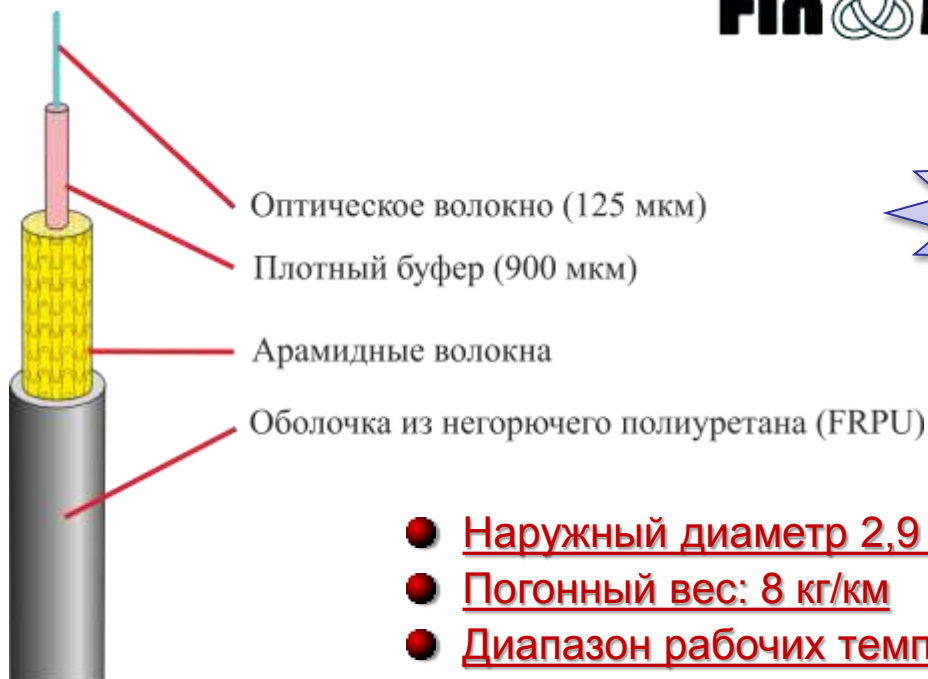 Fin
Оптическое волокно (125 мкм)
Плотный буфер (900 мкм)
Арамидные волокна
Оболочка из негорючего полиуретана (FRPU)
Наружный диаметр 2,9
Погонный вес: 8 кг/км
Диапазон рабочих темп